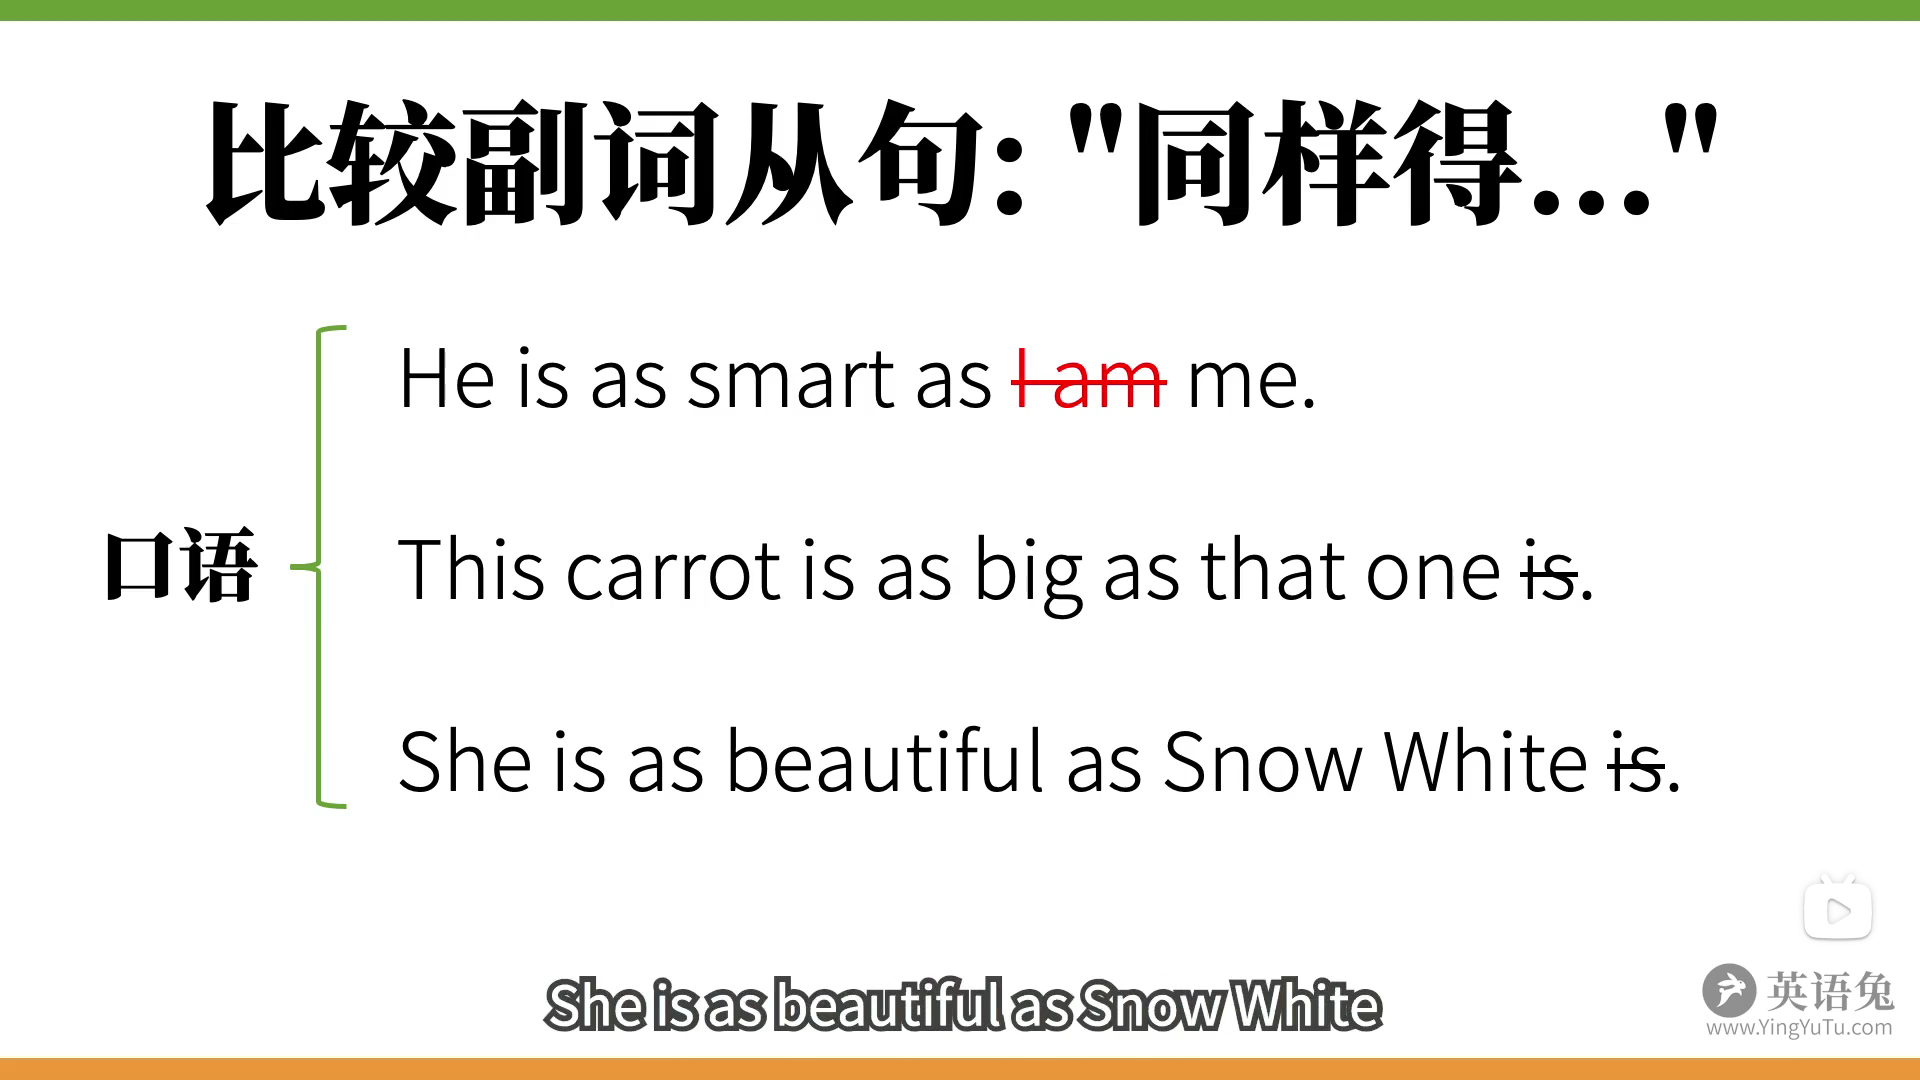 比较副词从句: "同样得..."
He is as smart as I am me.
口语
This carrot is as big as that one is.
She is as beautiful as Snow White is.
She is as beautiful as Snow White
英语兔
www.YingYuTu.com